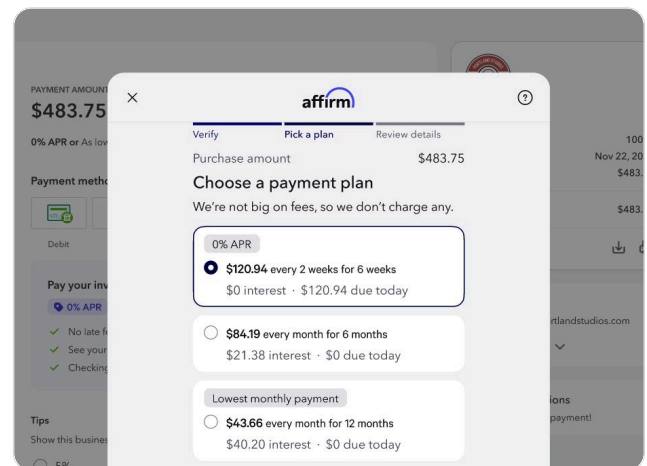 affirm
Verify
Pick a plan
Review details
Purchase amount $483.75
Choose a payment plan
We're not big on fees, so we don't charge any.
0% APR
$120.94 every 2 weeks for 6 weeks
$0 interest · $120.94 due today
$84.19 every month for 6 months
$21.38 interest · $0 due today
Lowest monthly payment
$43.66 every month for 12 months
$40.20 interest · $0 due today
PAYMENT AMOUNT
$483.75
0% APR or As low
Payment metho
Debit
Pay your inv
0% APR
No late f
See your
Checking
Tips
Show this busines
5%
100
Nov 22, 20
$483.
$483.
rtlandstudios.com
ions
payment!